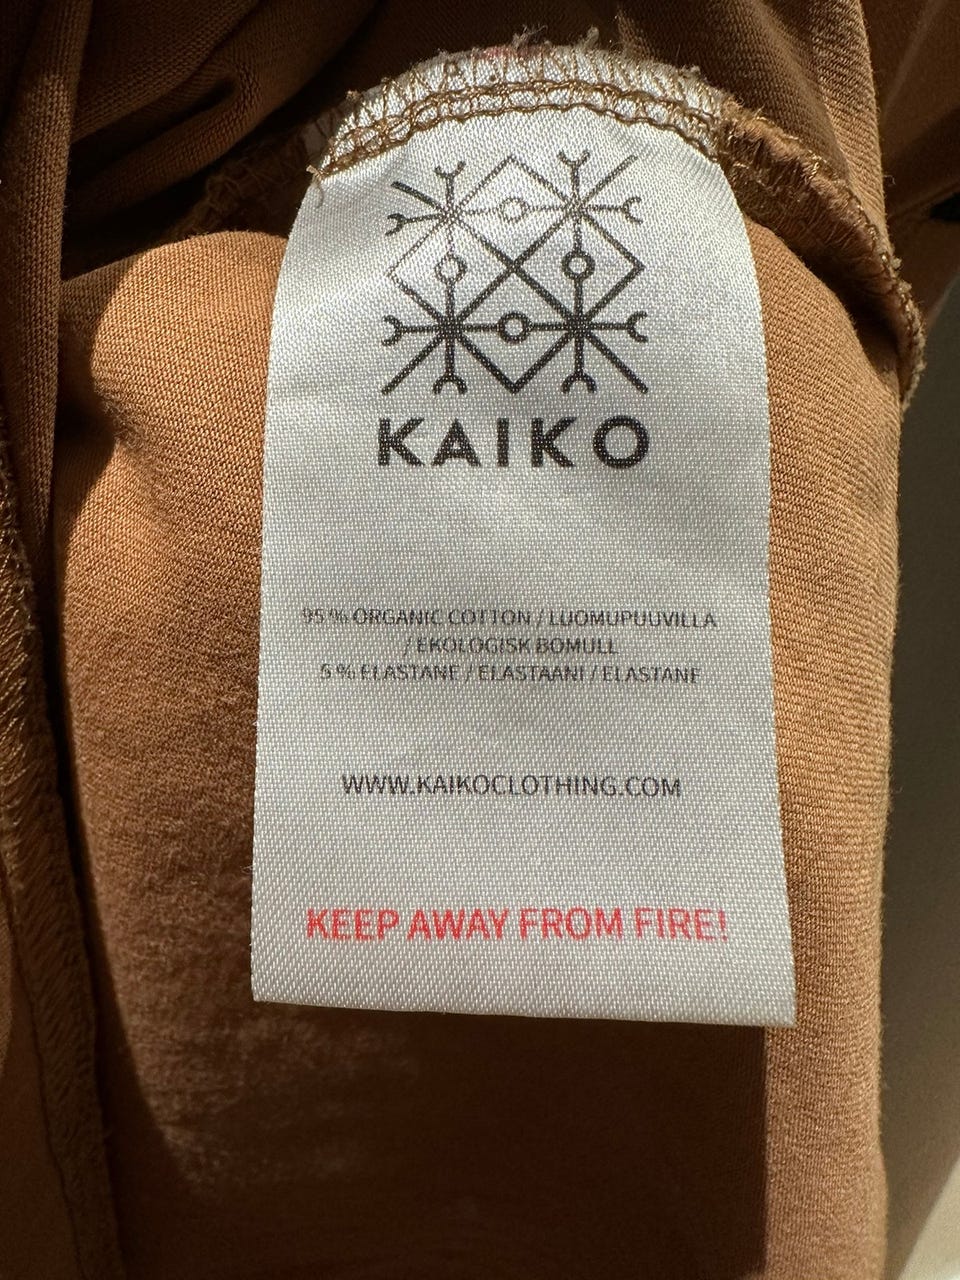 KAIKO
95 % ORGANIC COTTON / LUOMUPUUVILLA
/ EKOLOGISK BOMULL
5 % ELASTANE / ELASTAANI / ELASTANE
WWW.KAIKOCLOTHING.COM
KEEP AWAY FROM FIRE!